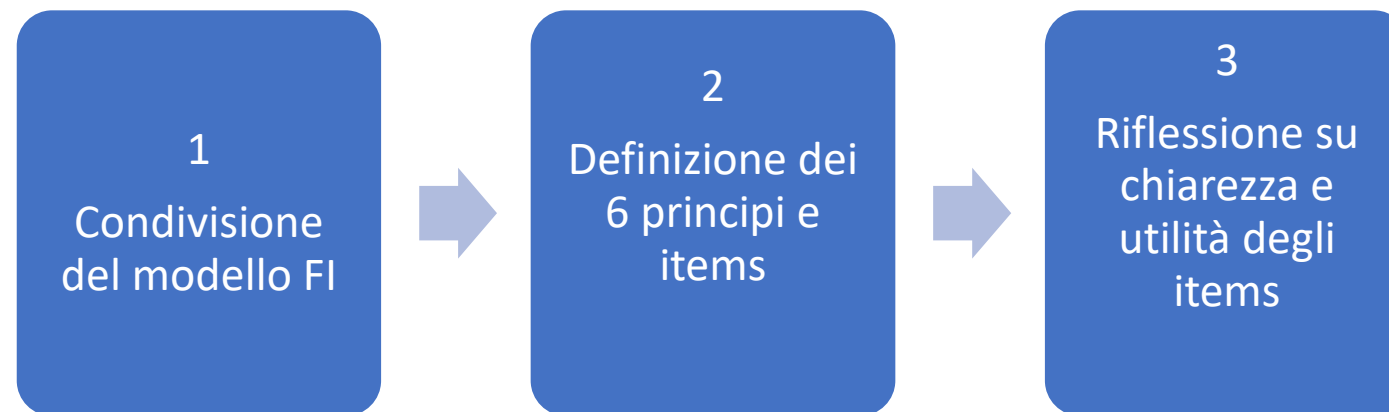 1
Condivisione
del modello FI
2
Definizione dei
6 principi e
items
3
Riflessione su
chiarezza e
utilità degli
items